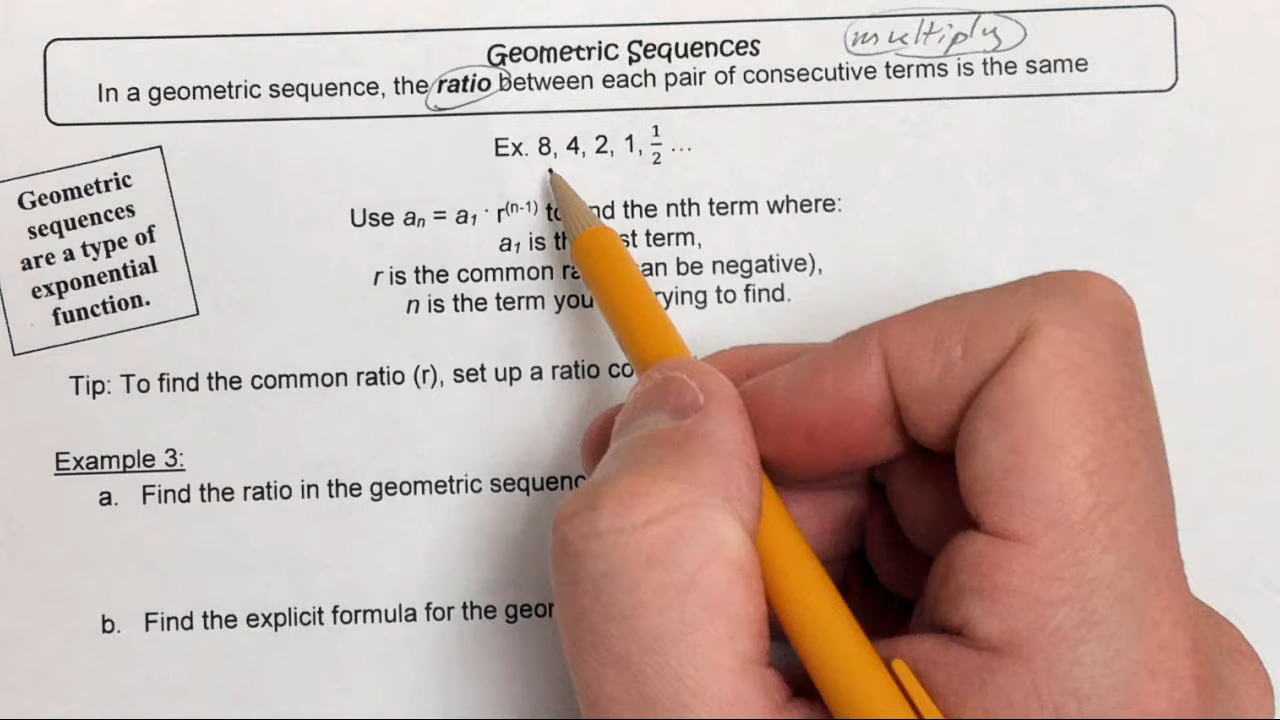 multiply
Geometric Sequences
In a geometric sequence, the ratio between each pair of consecutive terms is the same
Ex. 8, 4, 2, 1, 1/2 ...
Geometric
sequences
are a type of
exponential
function.
Use aₙ = a₁ · r⁽ⁿ⁻¹⁾ nd the nth term where:
a₁ is st term,
r is the common an be negative),
n is the term you rying to find.
Tip: To find the common ratio (r), set up a ratio co
Example 3:
a. Find the ratio in the geometric sequenc
b. Find the explicit formula for the geor